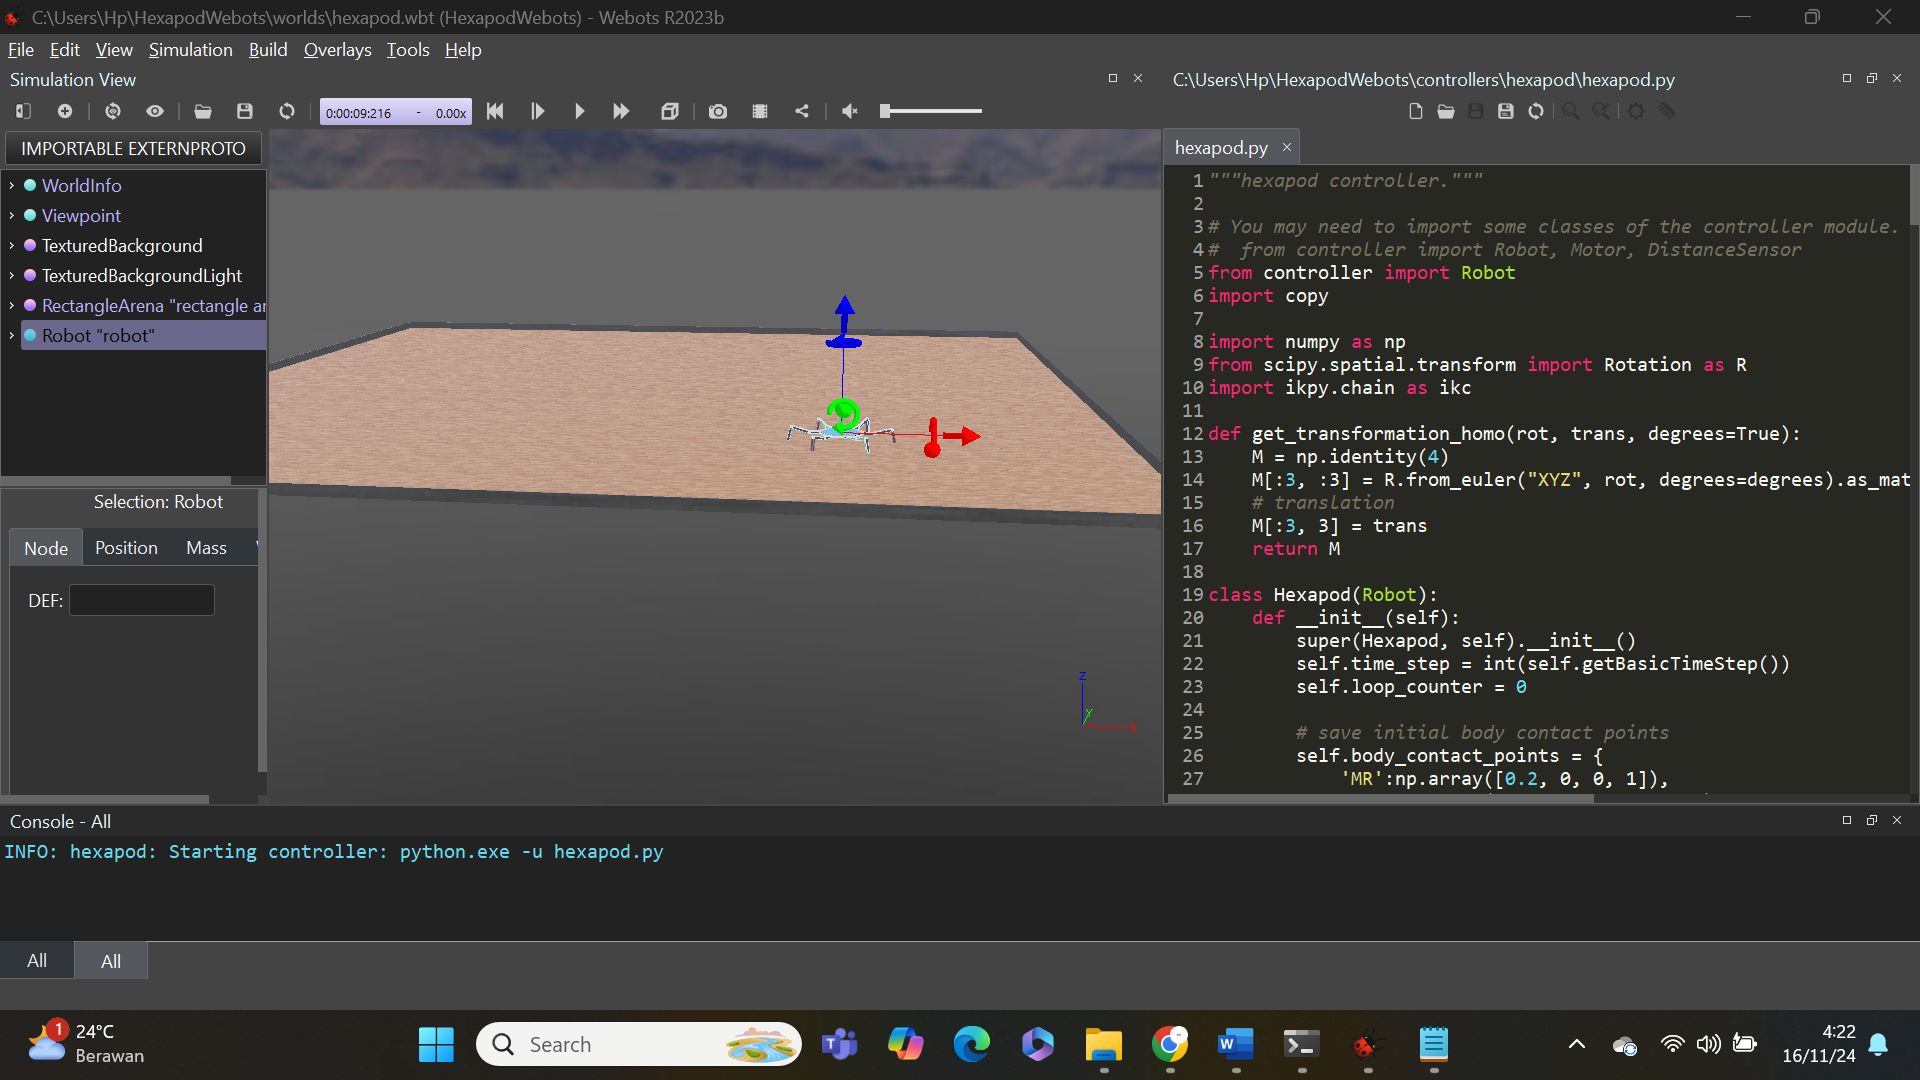 C:\Users\Hp\HexapodWebots\worlds\hexapod.wbt (HexapodWebots) - Webots R2023b
File Edit View Simulation Build Overlays Tools Help
Simulation View
C:\Users\Hp\HexapodWebots\controllers\hexapod\hexapod.py
0:00:09:216 - 0.00x
IMPORTABLE EXTERNPROTO
WorldInfo
Viewpoint
TexturedBackground
TexturedBackgroundLight
RectangleArena "rectangle ar
Robot "robot"
Selection: Robot
Node Position Mass
DEF:
z
Y
x
hexapod.py
1 """hexapod controller."""
2
3 # You may need to import some classes of the controller module.
4 #  from controller import Robot, Motor, DistanceSensor
5 from controller import Robot
6 import copy
7
8 import numpy as np
9 from scipy.spatial.transform import Rotation as R
10 import ikpy.chain as ikc
11
12 def get_transformation_homo(rot, trans, degrees=True):
13     M = np.identity(4)
14     M[:3, :3] = R.from_euler("XYZ", rot, degrees=degrees).as_mat
15     # translation
16     M[:3, 3] = trans
17     return M
18
19 class Hexapod(Robot):
20     def __init__(self):
21         super(Hexapod, self).__init__()
22         self.time_step = int(self.getBasicTimeStep())
23         self.loop_counter = 0
24
25         # save initial body contact points
26         self.body_contact_points = {
27             'MR':np.array([0.2, 0, 0, 1]),
Console - All
INFO: hexapod: Starting controller: python.exe -u hexapod.py
All All
1
24°C
Berawan
Search
4:22
16/11/24